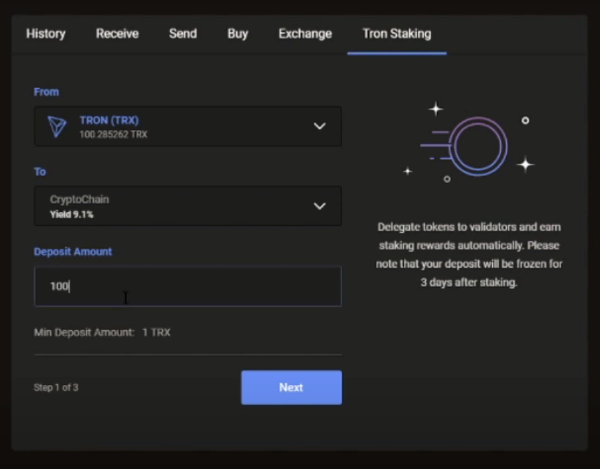 History Receive Send Buy Exchange Tron Staking
From
TRON (TRX)
100.285262 TRX
To
CryptoChain
Yield 9.1%
Deposit Amount
100
Min Deposit Amount: 1 TRX
Step 1 of 3
Next
Delegate tokens to validators and earn
staking rewards automatically. Please
note that your deposit will be frozen for
3 days after staking.